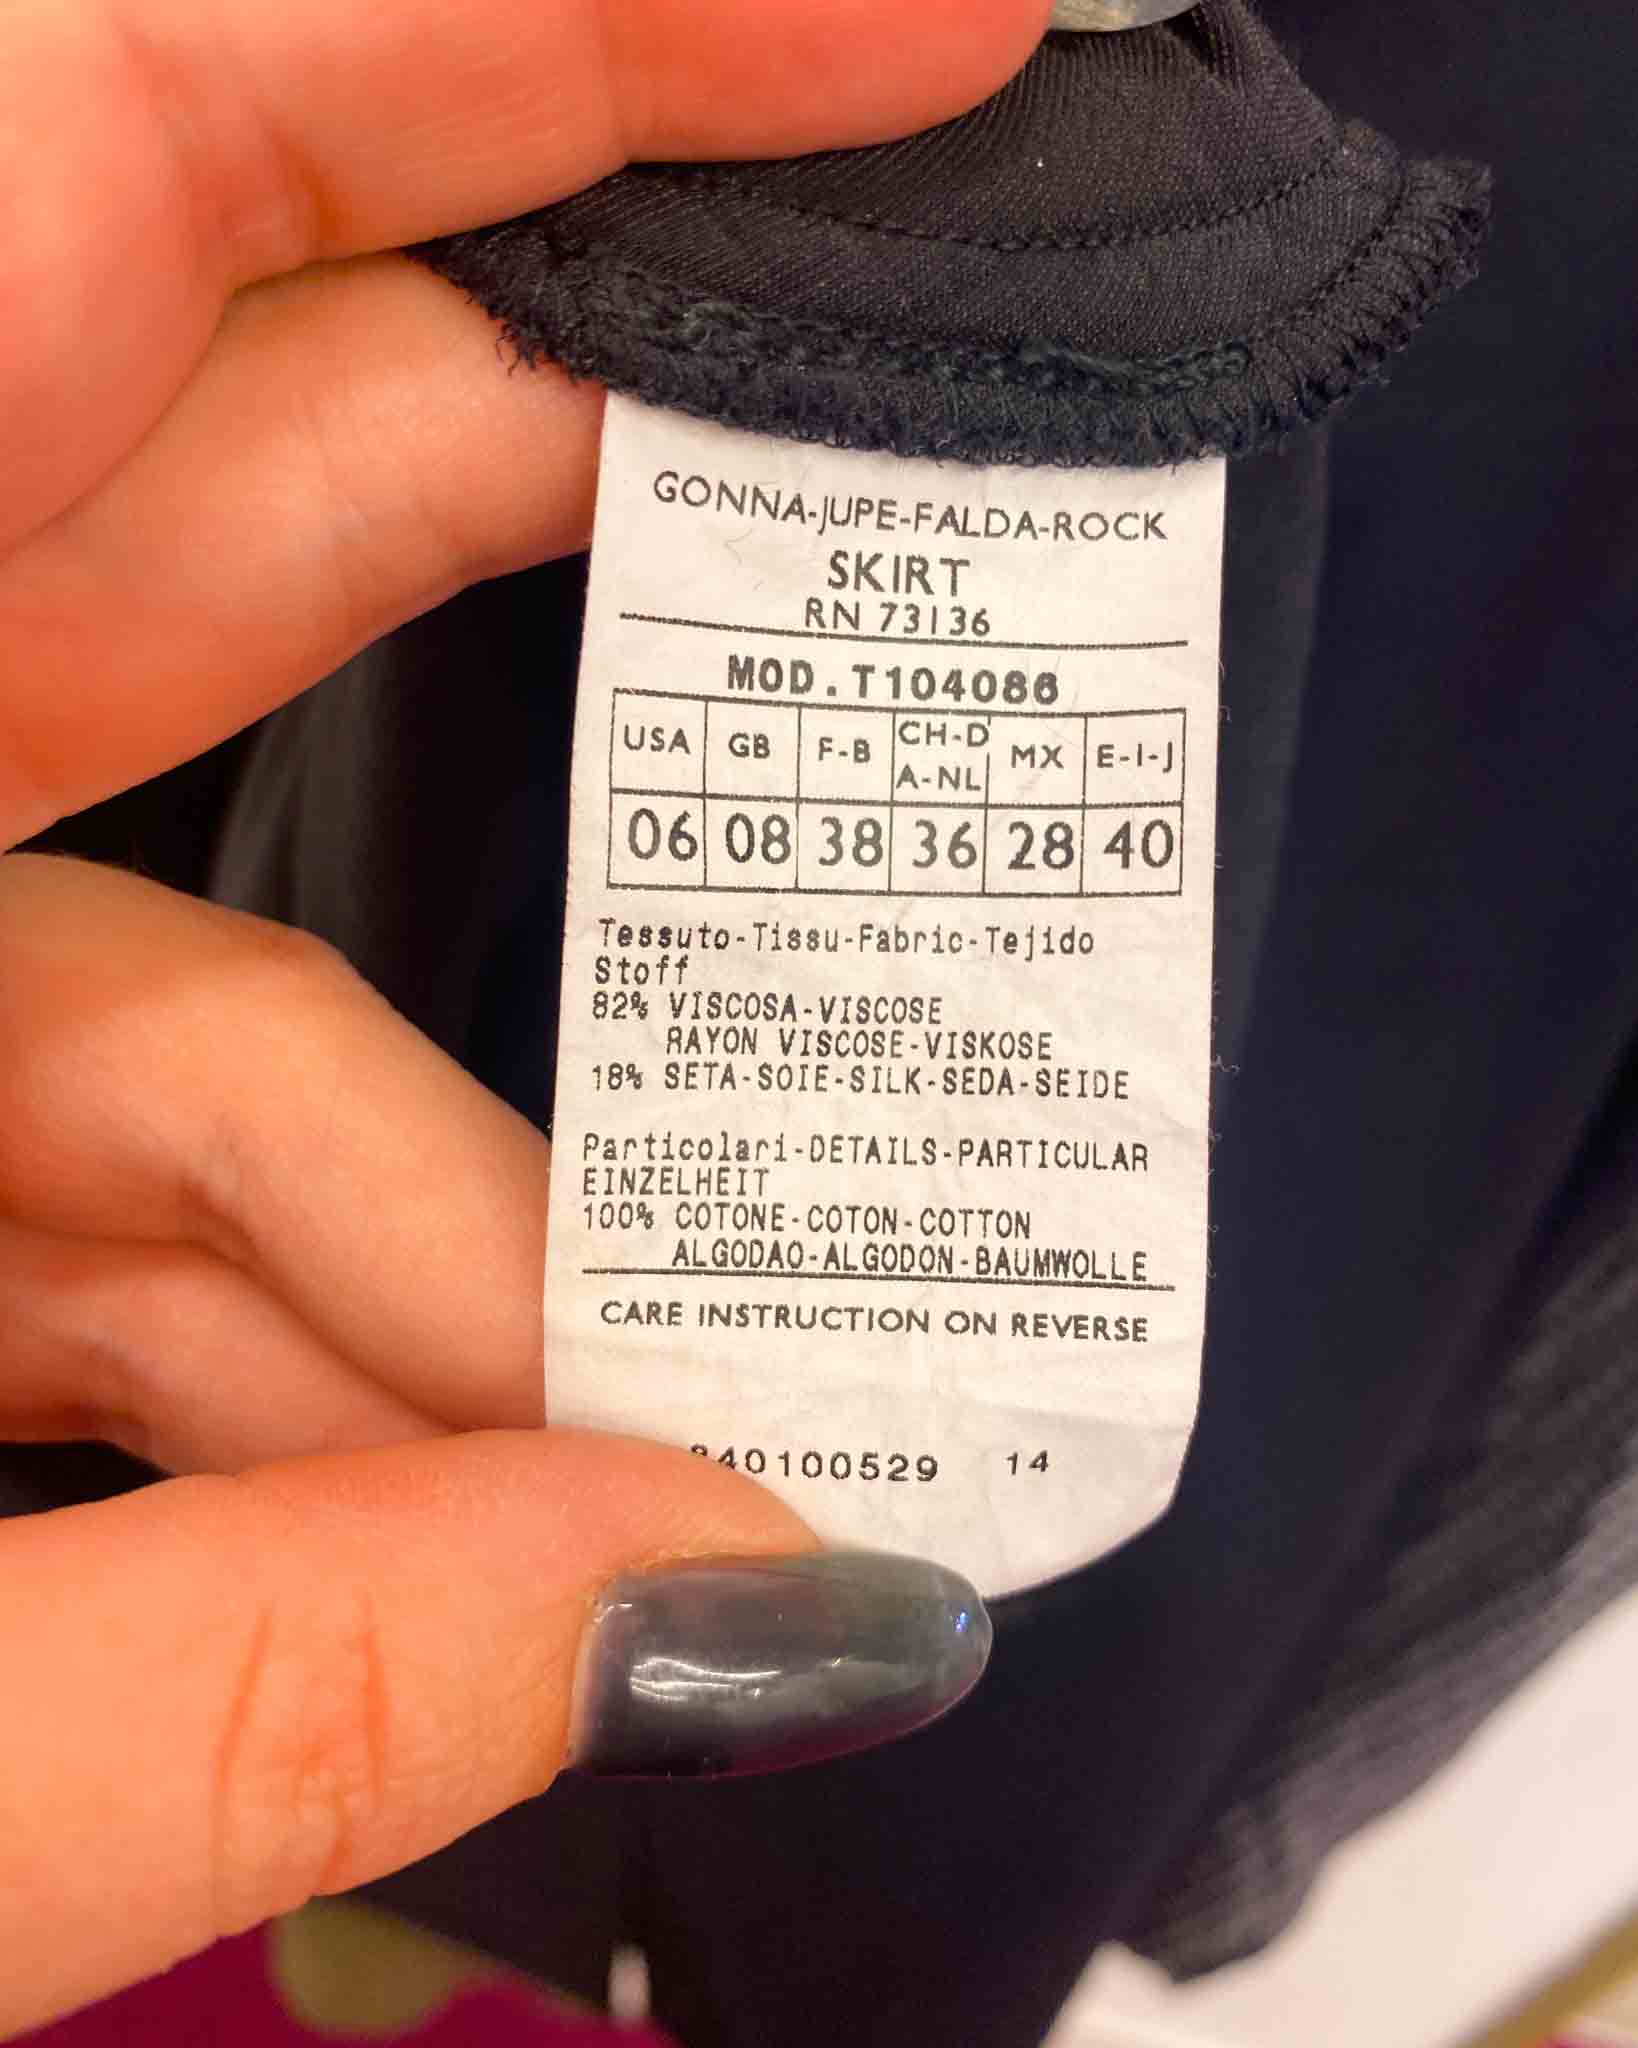 GONNA-JUPE-FALDA-ROCK
SKIRT
RN 73136
MOD.T104086
USA GB F-B CH-D A-NL MX E-I-J
06 08 38 36 28 40
Tessuto-Tissu-Fabric-Tejido
Stoff
82% VISCOSA-VISCOSE
RAYON VISCOSE-VISKOSE
18% SETA-SOIE-SILK-SEDA-SEIDE
Particolari-DETAILS-PARTICULAR
EINZELHEIT
100% COTONE-COTON-COTTON
ALGODAO-ALGODON-BAUMWOLLE
CARE INSTRUCTION ON REVERSE
40100529 14